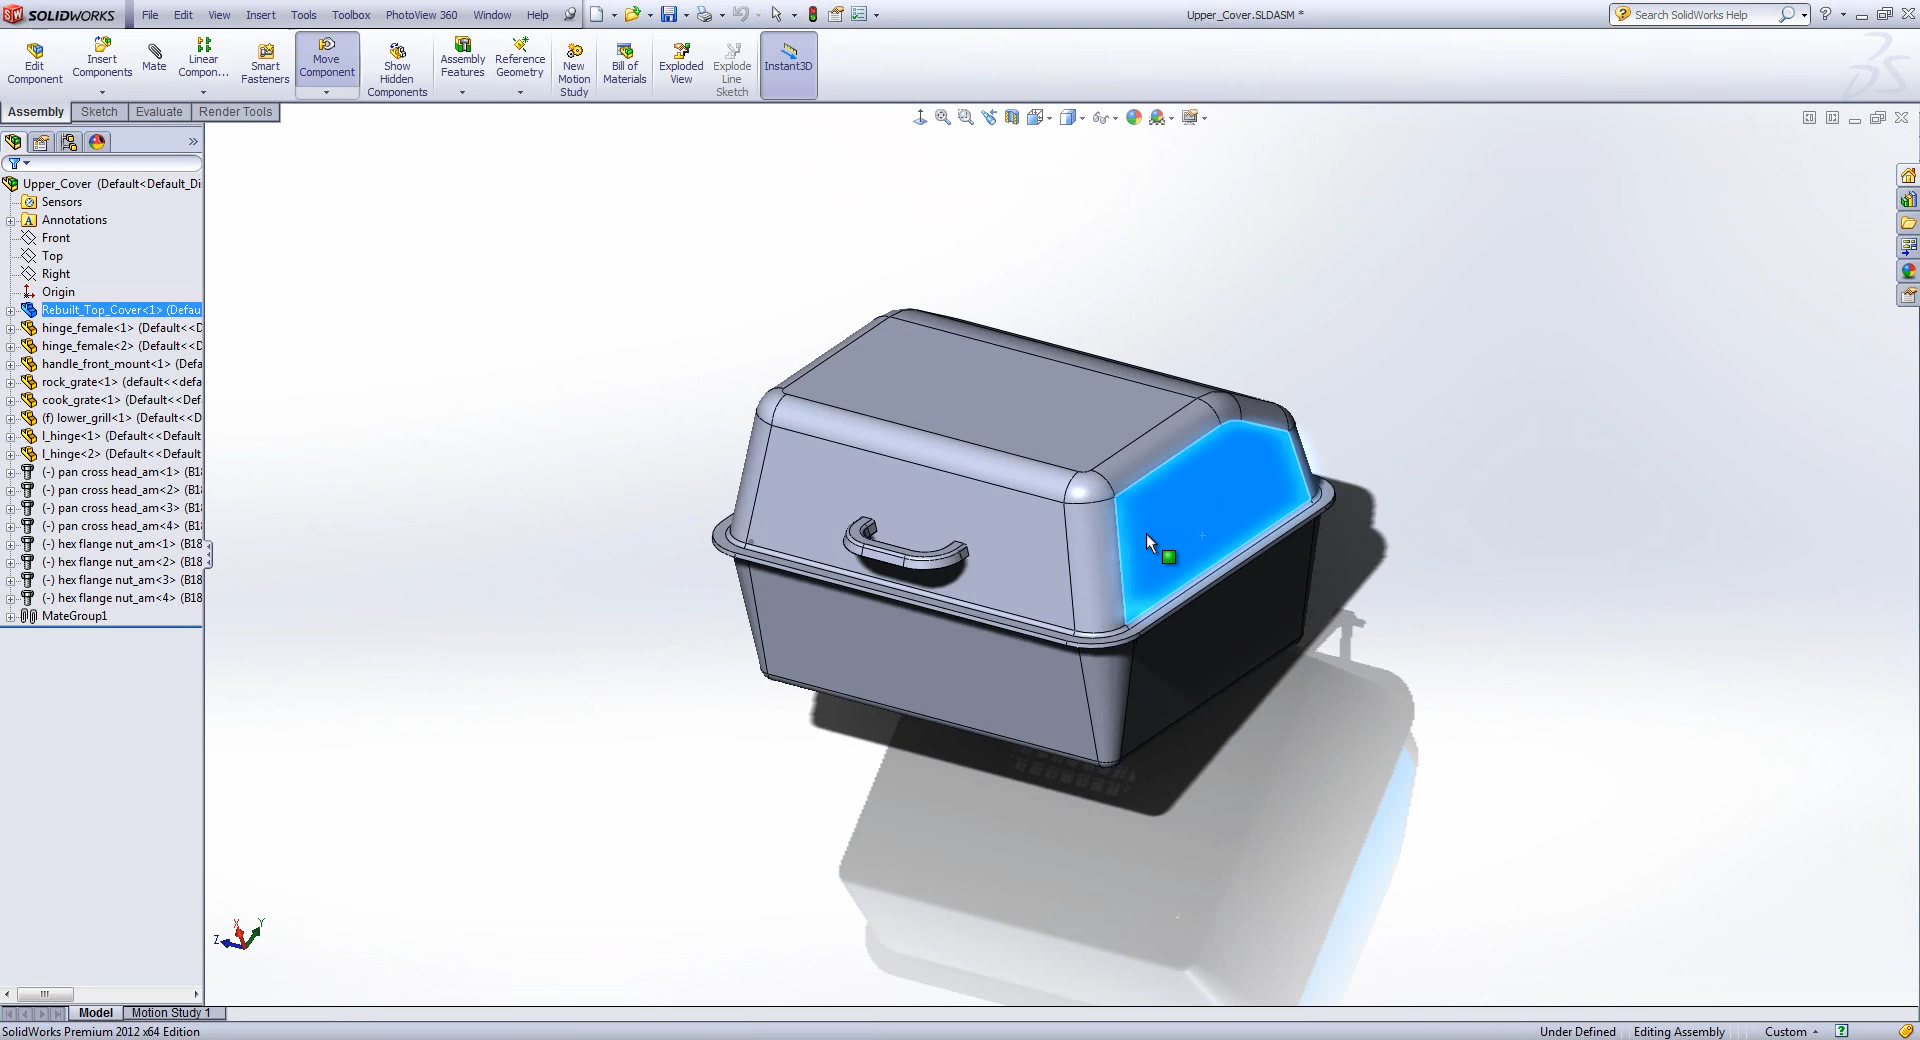 SW SOLIDWORKS File Edit View Insert Tools Toolbox PhotoView 360 Window Help Upper_Cover.SLDASM * Search SolidWorks Help ?
Edit Component
Insert Components
Mate
Linear Compon...
Smart Fasteners
Move Component
Show Hidden Components
Assembly Features
Reference Geometry
New Motion Study
Bill of Materials
Exploded View
Explode Line Sketch
Instant3D
Assembly Sketch Evaluate Render Tools
Upper_Cover (Default<Default_Di
Sensors
Annotations
Front
Top
Right
Origin
Rebuilt_Top_Cover<1> (Defau
hinge_female<1> (Default<<D
hinge_female<2> (Default<<D
handle_front_mount<1> (Defa
rock_grate<1> (default<<defa
cook_grate<1> (Default<<Def
(f) lower_grill<1> (Default<<D
l_hinge<1> (Default<<Default
l_hinge<2> (Default<<Default
(-) pan cross head_am<1> (B18
(-) pan cross head_am<2> (B18
(-) pan cross head_am<3> (B18
(-) pan cross head_am<4> (B18
(-) hex flange nut_am<1> (B18
(-) hex flange nut_am<2> (B18
(-) hex flange nut_am<3> (B18
(-) hex flange nut_am<4> (B18
MateGroup1
X Y Z
Model Motion Study 1
SolidWorks Premium 2012 x64 Edition Under Defined Editing Assembly Custom ?